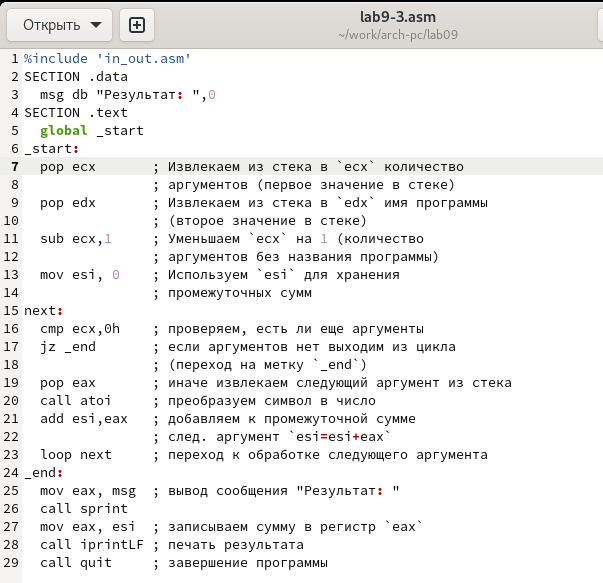 Открыть
lab9-3.asm
~/work/arch-pc/lab09
1 %include 'in_out.asm'
2 SECTION .data
3   msg db "Результат: ",0
4 SECTION .text
5   global _start
6 _start:
7   pop ecx       ; Извлекаем из стека в `ecx` количество
8                 ; аргументов (первое значение в стеке)
9   pop edx       ; Извлекаем из стека в `edx` имя программы
10                ; (второе значение в стеке)
11  sub ecx,1     ; Уменьшаем `ecx` на 1 (количество
12                ; аргументов без названия программы)
13  mov esi, 0    ; Используем `esi` для хранения
14                ; промежуточных сумм
15 next:
16  cmp ecx,0h    ; проверяем, есть ли еще аргументы
17  jz _end       ; если аргументов нет выходим из цикла
18                ; (переход на метку `_end`)
19  pop eax       ; иначе извлекаем следующий аргумент из стека
20  call atoi     ; преобразуем символ в число
21  add esi,eax   ; добавляем к промежуточной сумме
22                ; след. аргумент `esi=esi+eax`
23  loop next     ; переход к обработке следующего аргумента
24 _end:
25  mov eax, msg  ; вывод сообщения "Результат: "
26  call sprint
27  mov eax, esi  ; записываем сумму в регистр `eax`
28  call iprintLF ; печать результата
29  call quit     ; завершение программы